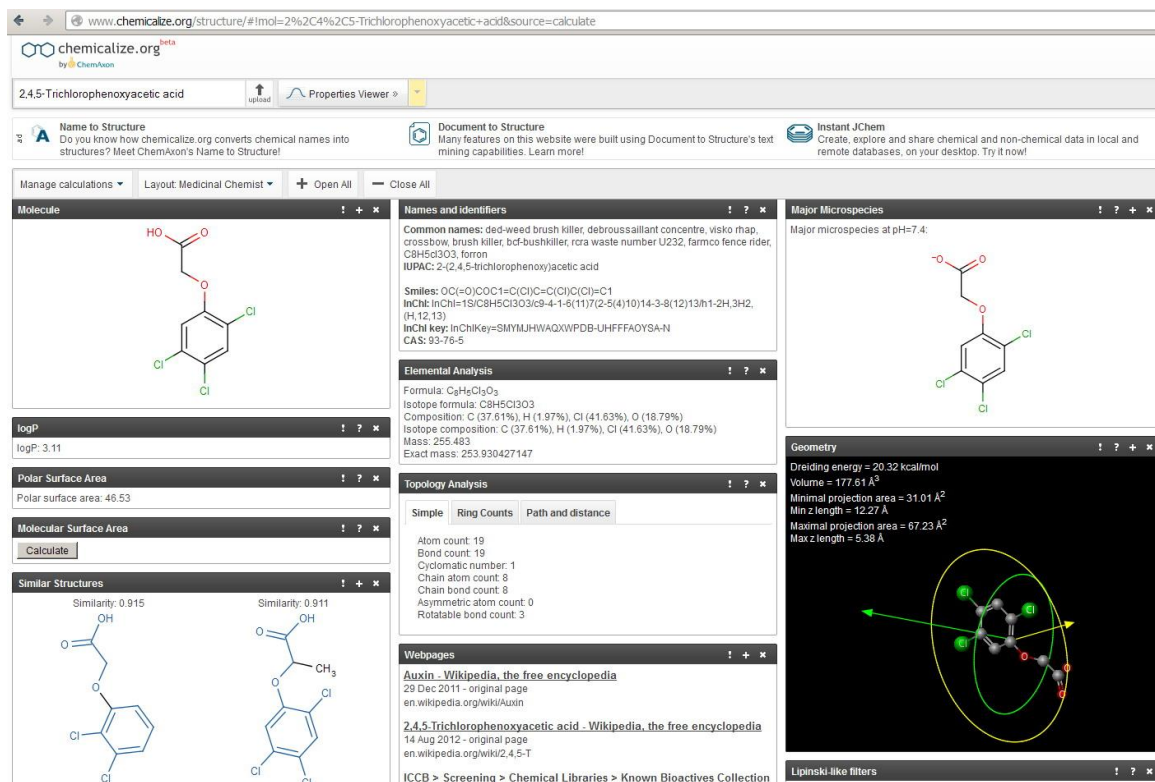 www.chemicalize.org/structure/#!mol=2%2C4%2C5-Trichlorophenoxyacetic+acid&source=calculate
chemicalize.org beta
by ChemAxon
2,4,5-Trichlorophenoxyacetic acid
upload
Properties Viewer »
ad
Name to Structure
Do you know how chemicalize.org converts chemical names into
structures? Meet ChemAxon's Name to Structure!
Document to Structure
Many features on this website were built using Document to Structure's text
mining capabilities. Learn more!
Instant JChem
Create, explore and share chemical and non-chemical data in local and
remote databases, on your desktop. Try it now!
Manage calculations
Layout: Medicinal Chemist
+ Open All
— Close All
Molecule ! + ×
HO
O
O
Cl
Cl
Cl
logP ! ? ×
logP: 3.11
Polar Surface Area ! ? ×
Polar surface area: 46.53
Molecular Surface Area ! ? ×
Calculate
Similar Structures ! + ×
Similarity: 0.915
OH
O
O
Cl
Cl
Similarity: 0.911
OH
O
CH₃
O
Cl
Cl
Cl
Names and identifiers ! ? ×
Common names: ded-weed brush killer, debroussaillant concentre, visko rhap,
crossbow, brush killer, bcf-bushkiller, rcra waste number U232, farmco fence rider,
C8H5cl3O3, forron
IUPAC: 2-(2,4,5-trichlorophenoxy)acetic acid
Smiles: OC(=O)COC1=C(Cl)C=C(Cl)C(Cl)=C1
InChI: InChI=1S/C8H5Cl3O3/c9-4-1-6(11)7(2-5(4)10)14-3-8(12)13/h1-2H,3H2,
(H,12,13)
InChI key: InChIKey=SMYMJHWAQXWPDB-UHFFFAOYSA-N
CAS: 93-76-5
Elemental Analysis ! ? ×
Formula: C₈H₅Cl₃O₃
Isotope formula: C8H5Cl3O3
Composition: C (37.61%), H (1.97%), Cl (41.63%), O (18.79%)
Isotope composition: C (37.61%), H (1.97%), Cl (41.63%), O (18.79%)
Mass: 255.483
Exact mass: 253.930427147
Topology Analysis ! ? ×
Simple
Ring Counts
Path and distance
Atom count: 19
Bond count: 19
Cyclomatic number: 1
Chain atom count: 8
Chain bond count: 8
Asymmetric atom count: 0
Rotatable bond count: 3
Webpages ! + ×
Auxin - Wikipedia, the free encyclopedia
29 Dec 2011 - original page
en.wikipedia.org/wiki/Auxin
2,4,5-Trichlorophenoxyacetic acid - Wikipedia, the free encyclopedia
14 Aug 2012 - original page
en.wikipedia.org/wiki/2,4,5-T
ICCB > Screening > Chemical Libraries > Known Bioactives Collection
Major Microspecies ! ? + ×
Major microspecies at pH=7.4:
⁻O
O
O
Cl
Cl
Cl
Geometry ! ? + ×
Dreiding energy = 20.32 kcal/mol
Volume = 177.61 Å³
Minimal projection area = 31.01 Å²
Min z length = 12.27 Å
Maximal projection area = 67.23 Å²
Max z length = 5.38 Å
Cl
Cl
Cl
O
O
O
Lipinski-like filters ! ? ×